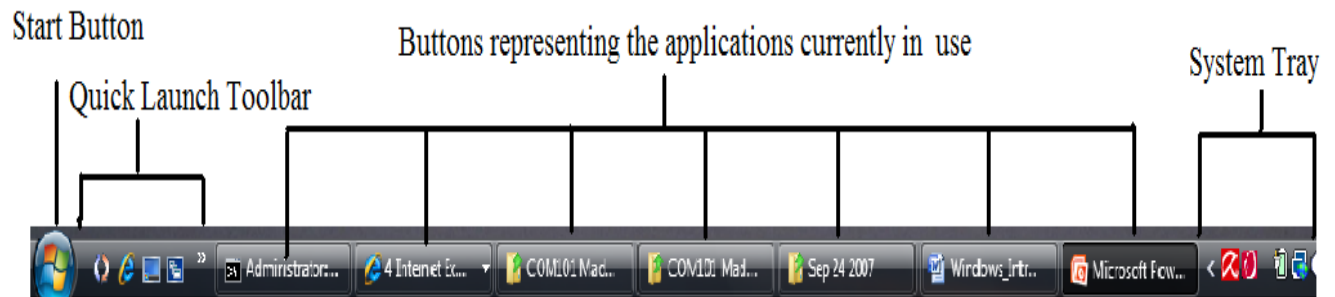 Start Button
Buttons representing the applications currently in use
System Tray
Quick Launch Toolbar
» Administrator:... 4 Internet Ex... COM101 Mad... COM101 Mad... Sep 24 2007 Windows_Intr... Microsoft Pow... <